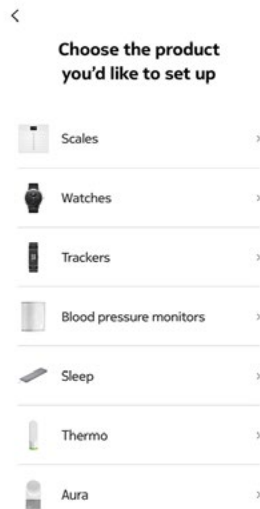 Choose the product
you'd like to set up
Scales
Watches
Trackers
Blood pressure monitors
Sleep
Thermo
Aura